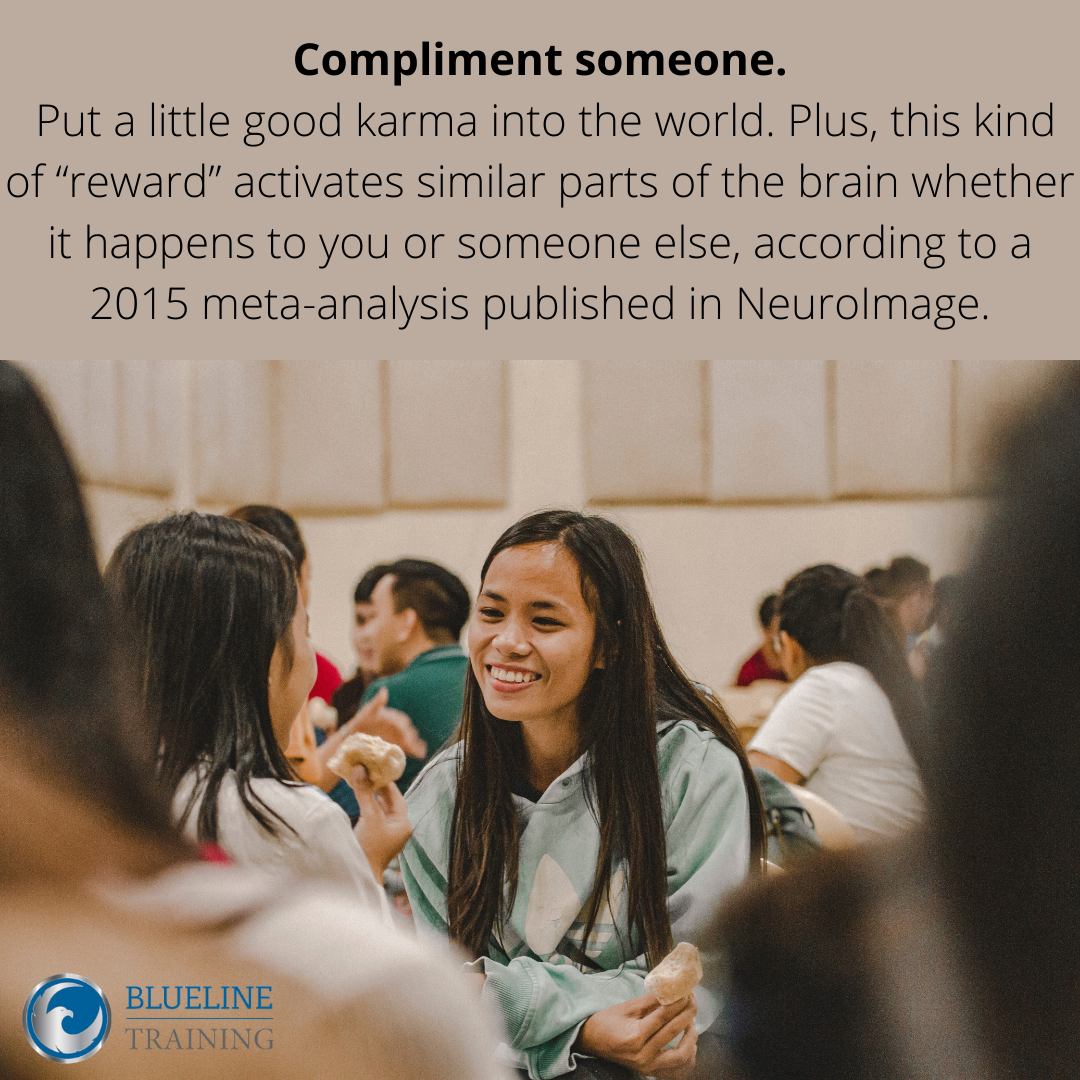 Compliment someone.
Put a little good karma into the world. Plus, this kind
of “reward” activates similar parts of the brain whether
it happens to you or someone else, according to a
2015 meta-analysis published in NeuroImage.
BLUELINE
TRAINING